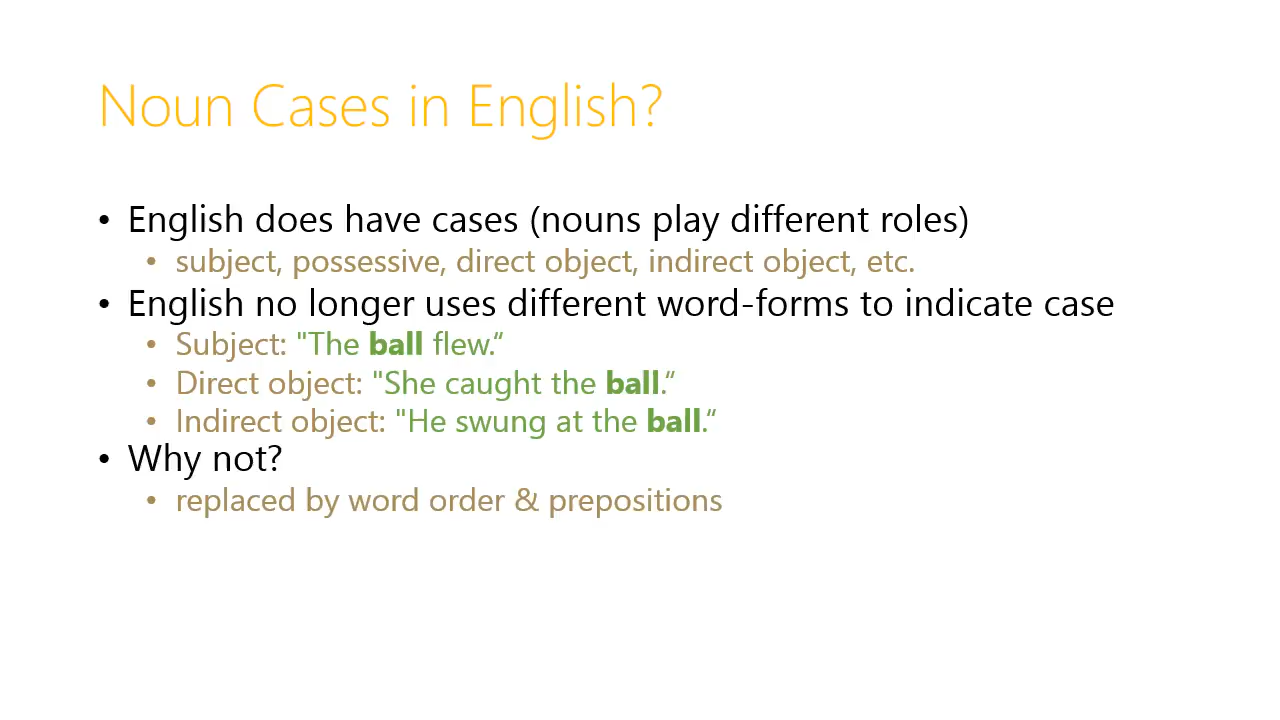 Noun Cases in English?
• English does have cases (nouns play different roles)
• subject, possessive, direct object, indirect object, etc.
• English no longer uses different word-forms to indicate case
• Subject: "The ball flew.“
• Direct object: "She caught the ball.“
• Indirect object: "He swung at the ball.“
• Why not?
• replaced by word order & prepositions